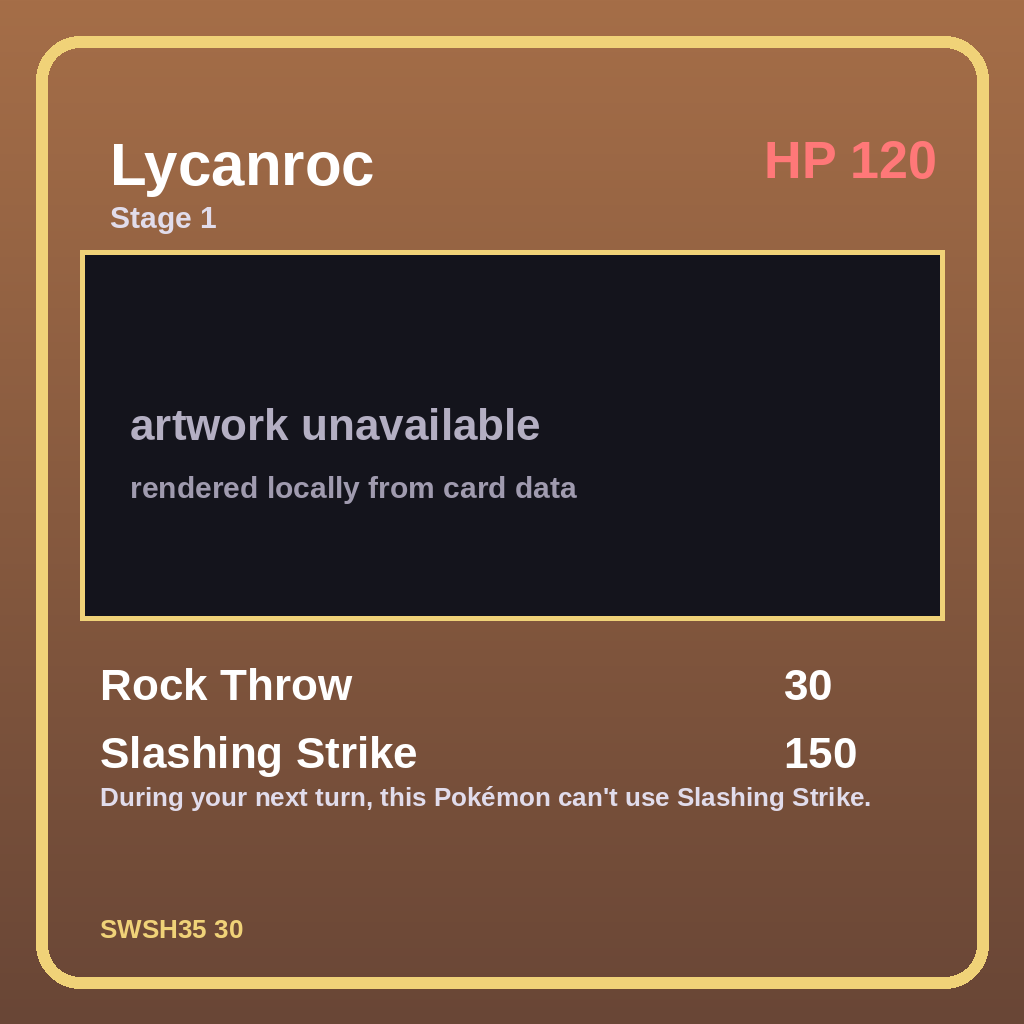 Lycanroc
HP 120
Stage 1
artwork unavailable
rendered locally from card data
Rock Throw 30
Slashing Strike 150
During your next turn, this Pokémon can't use Slashing Strike.
SWSH35 30